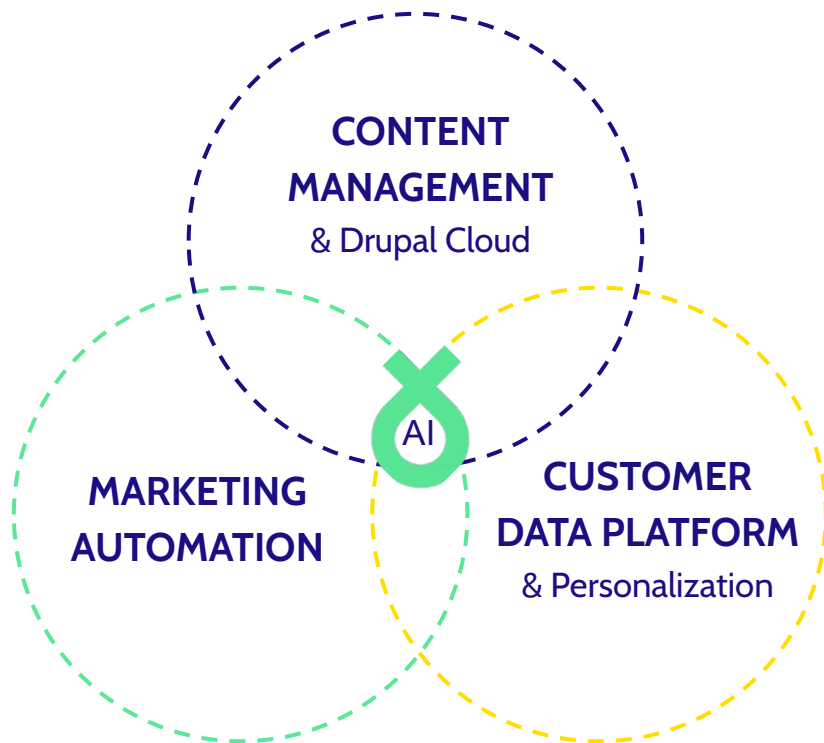 CONTENT
MANAGEMENT
& Drupal Cloud
AI
MARKETING
AUTOMATION
CUSTOMER
DATA PLATFORM
& Personalization